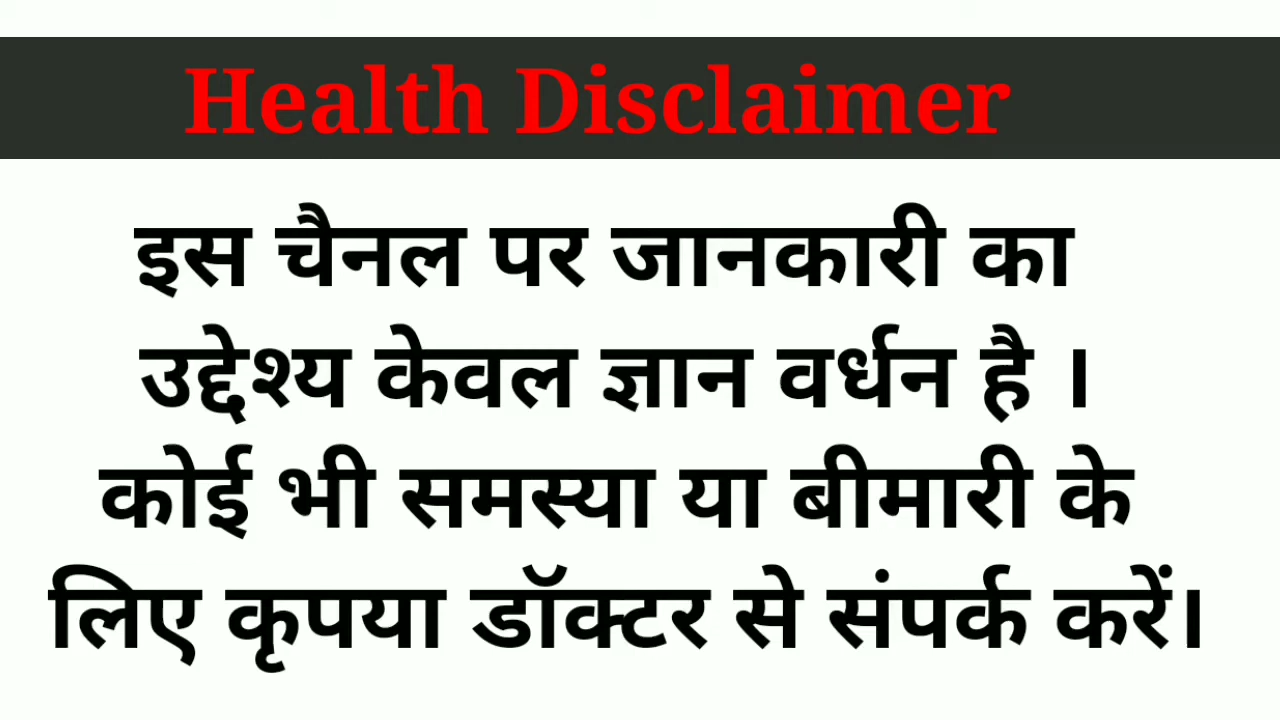 Health Disclaimer
इस चैनल पर जानकारी का
उद्देश्य केवल ज्ञान वर्धन है ।
कोई भी समस्या या बीमारी के
लिए कृपया डॉक्टर से संपर्क करें।